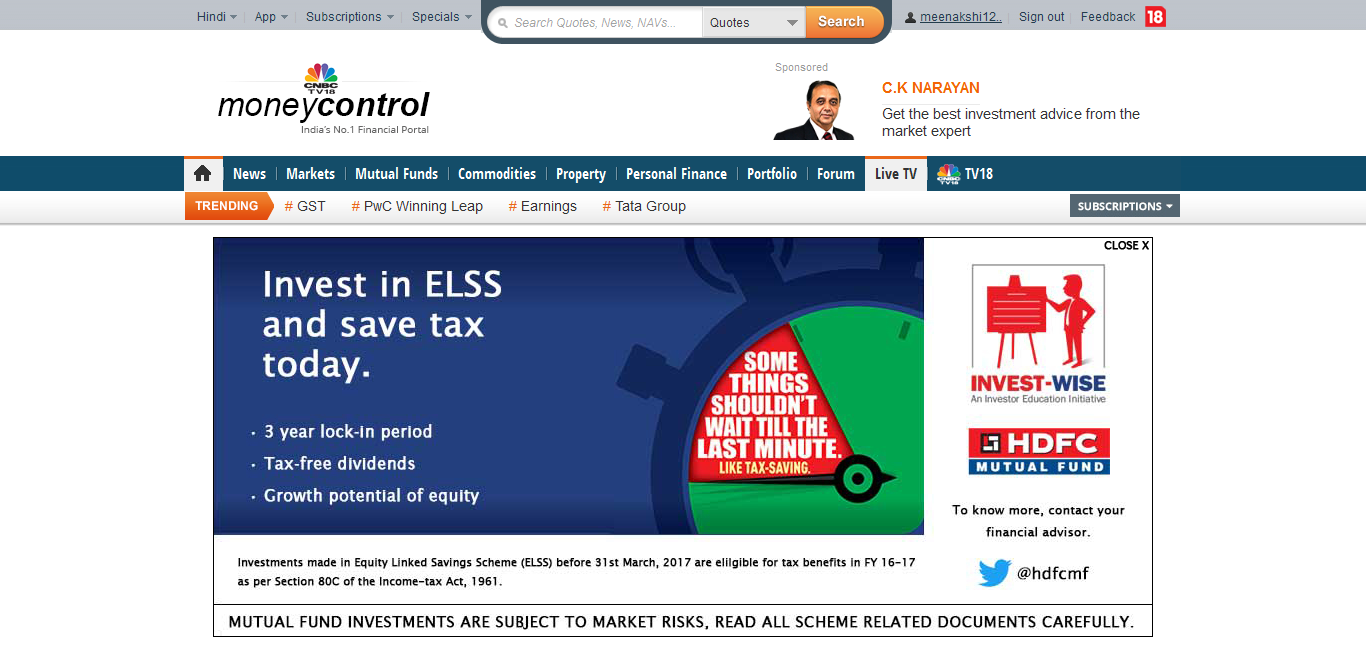 Hindi App Subscriptions Specials
Search Quotes, News, NAVs...
Quotes
Search
meenakshi12.. Sign out Feedback 18
CNBC
TV18
moneycontrol
India's No.1 Financial Portal
Sponsored
C.K NARAYAN
Get the best investment advice from the
market expert
News Markets Mutual Funds Commodities Property Personal Finance Portfolio Forum Live TV CNBC TV18 TV18
TRENDING # GST # PwC Winning Leap # Earnings # Tata Group
SUBSCRIPTIONS
CLOSE X
Invest in ELSS
and save tax
today.
· 3 year lock-in period
· Tax-free dividends
· Growth potential of equity
SOME
THINGS
SHOULDN'T
WAIT TILL THE
LAST MINUTE.
LIKE TAX-SAVING.
INVEST-WISE
An Investor Education Initiative
HDFC
MUTUAL FUND
To know more, contact your
financial advisor.
@hdfcmf
Investments made in Equity Linked Savings Scheme (ELSS) before 31st March, 2017 are eliligible for tax benefits in FY 16-17
as per Section 80C of the Income-tax Act, 1961.
MUTUAL FUND INVESTMENTS ARE SUBJECT TO MARKET RISKS, READ ALL SCHEME RELATED DOCUMENTS CAREFULLY.